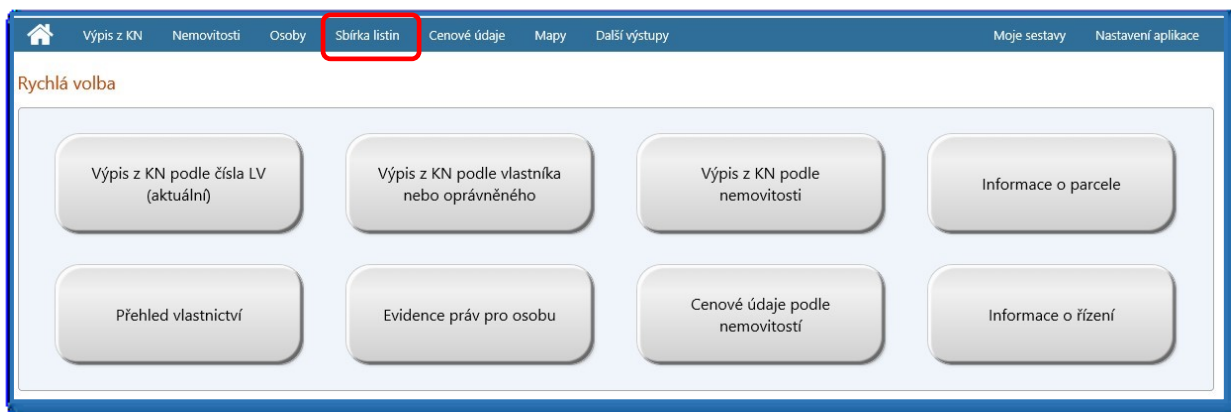 Výpis z KN Nemovitosti Osoby Sbírka listin Cenové údaje Mapy Další výstupy Moje sestavy Nastavení aplikace
Rychlá volba
Výpis z KN podle čísla LV
(aktuální)
Výpis z KN podle vlastníka
nebo oprávněného
Výpis z KN podle
nemovitosti
Informace o parcele
Přehled vlastnictví
Evidence práv pro osobu
Cenové údaje podle
nemovitostí
Informace o řízení